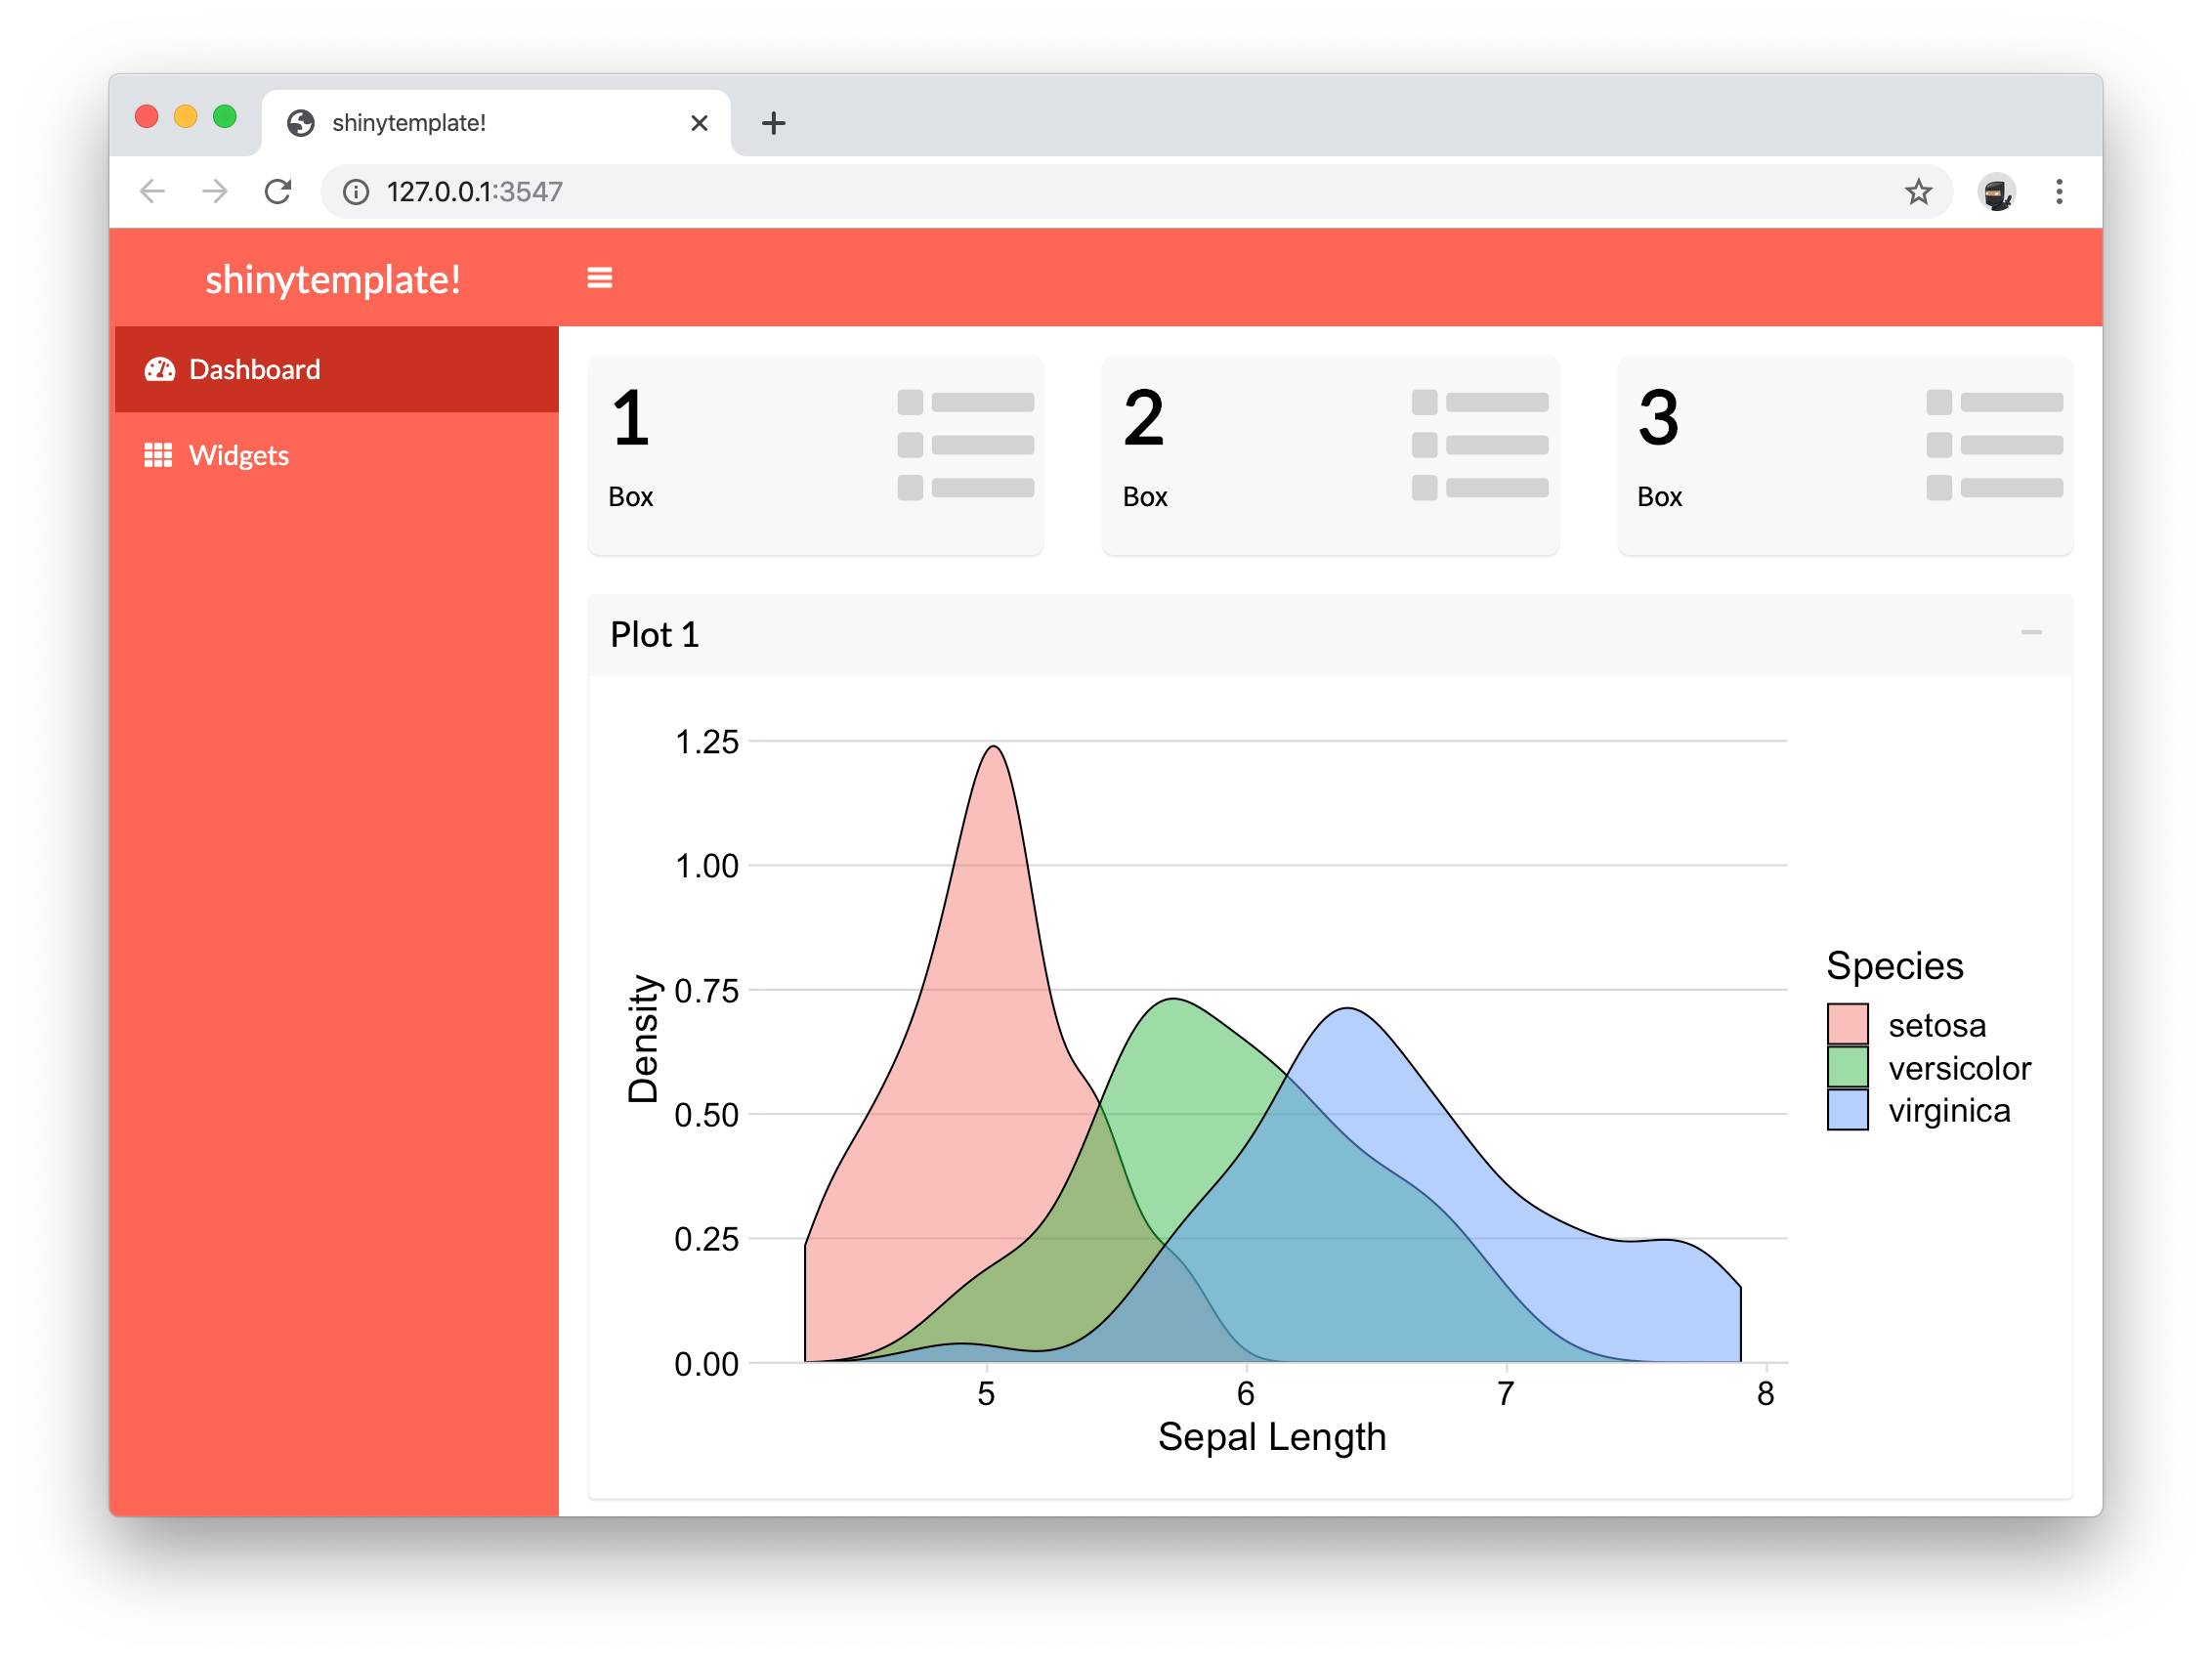 shinytemplate!
127.0.0.1:3547
shinytemplate!
Dashboard
Widgets
1
Box
2
Box
3
Box
Plot 1
1.25
1.00
0.75
0.50
0.25
0.00
Density
5 6 7 8
Sepal Length
Species
setosa
versicolor
virginica